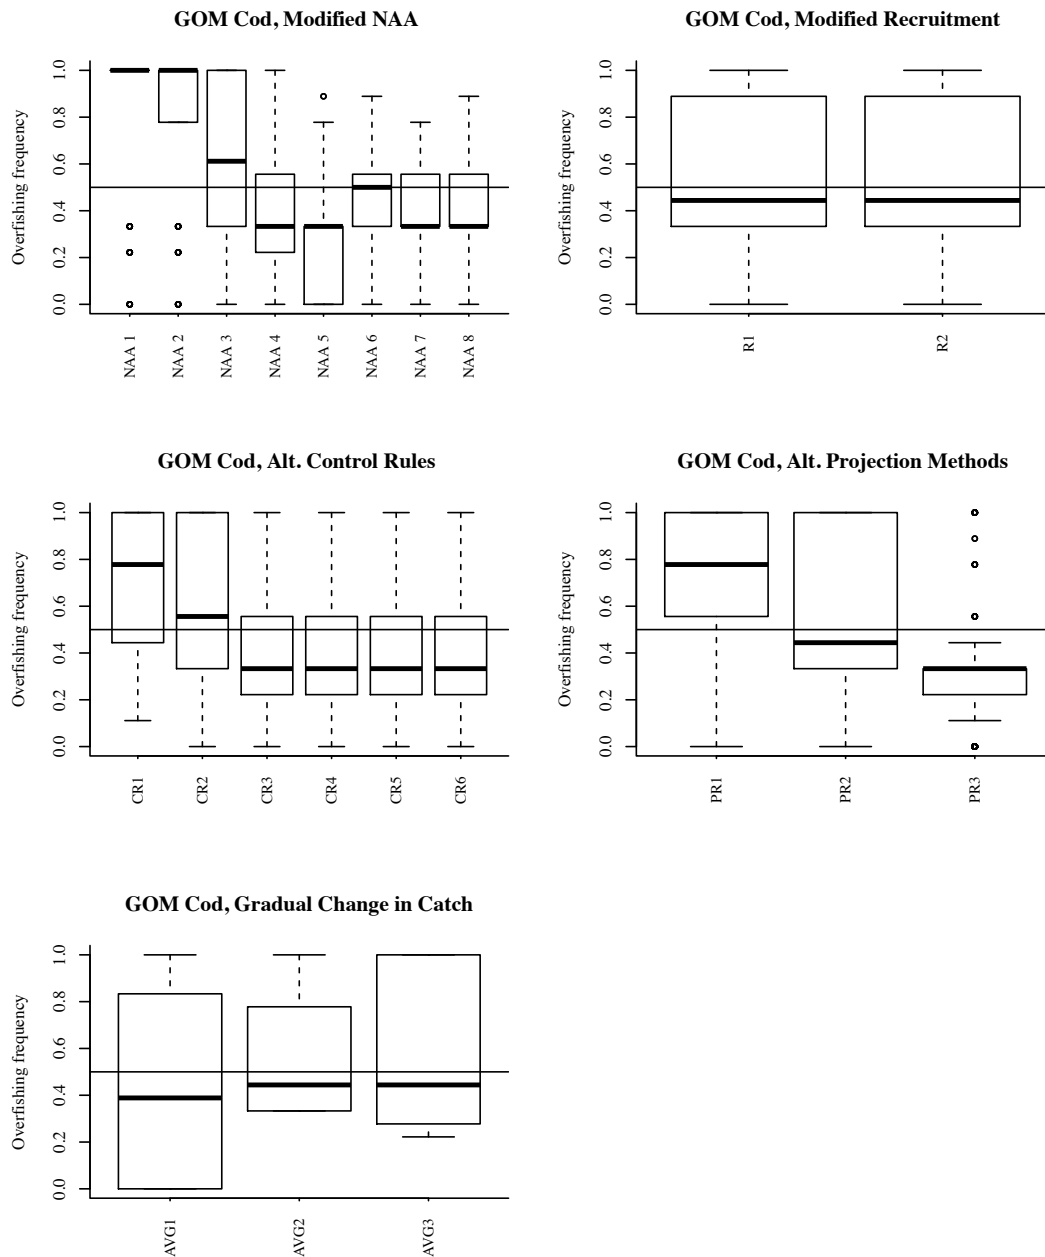 GOM Cod, Modified NAA
Overfishing frequency
0.0 0.2 0.4 0.6 0.8 1.0
NAA 1 NAA 2 NAA 3 NAA 4 NAA 5 NAA 6 NAA 7 NAA 8
GOM Cod, Modified Recruitment
Overfishing frequency
0.0 0.2 0.4 0.6 0.8 1.0
R1 R2
GOM Cod, Alt. Control Rules
Overfishing frequency
0.0 0.2 0.4 0.6 0.8 1.0
CR1 CR2 CR3 CR4 CR5 CR6
GOM Cod, Alt. Projection Methods
Overfishing frequency
0.0 0.2 0.4 0.6 0.8 1.0
PR1 PR2 PR3
GOM Cod, Gradual Change in Catch
Overfishing frequency
0.0 0.2 0.4 0.6 0.8 1.0
AVG1 AVG2 AVG3